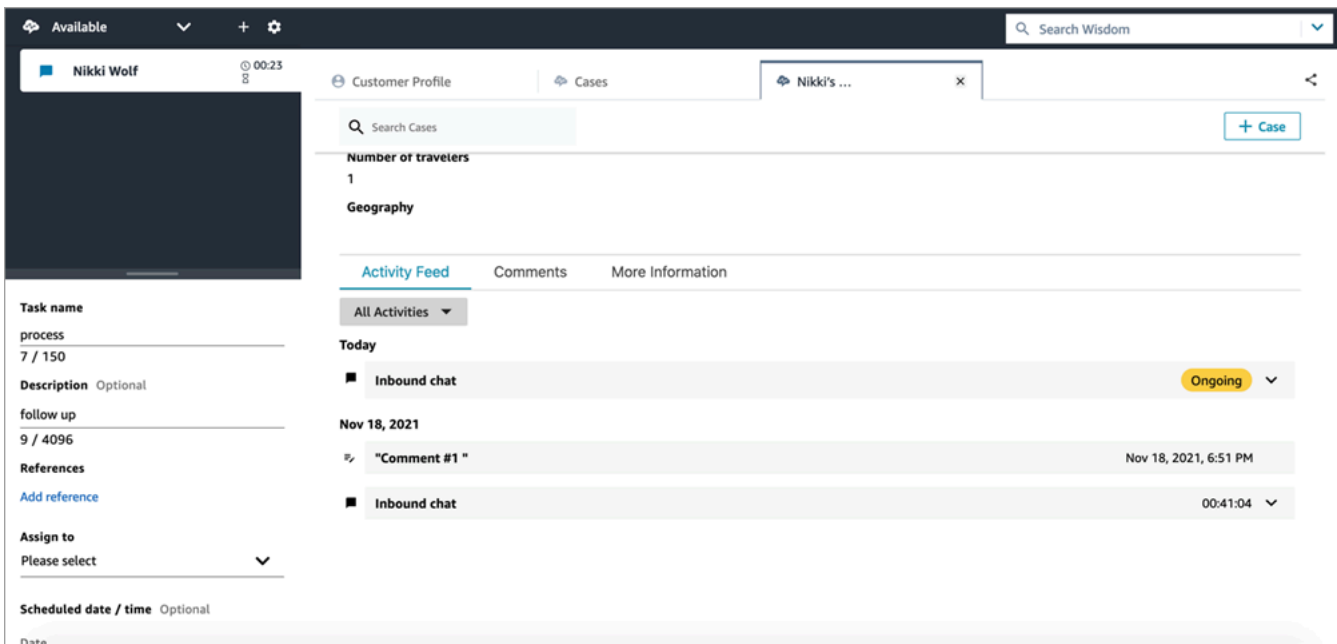 Available
Search Wisdom
Nikki Wolf
00:23
Customer Profile
Cases
Nikki's ...
Search Cases
+ Case
Number of travelers
1
Geography
Activity Feed
Comments
More Information
All Activities
Today
Inbound chat
Ongoing
Nov 18, 2021
"Comment #1 "
Nov 18, 2021, 6:51 PM
Inbound chat
00:41:04
Task name
process
7 / 150
Description Optional
follow up
9 / 4096
References
Add reference
Assign to
Please select
Scheduled date / time Optional
Date